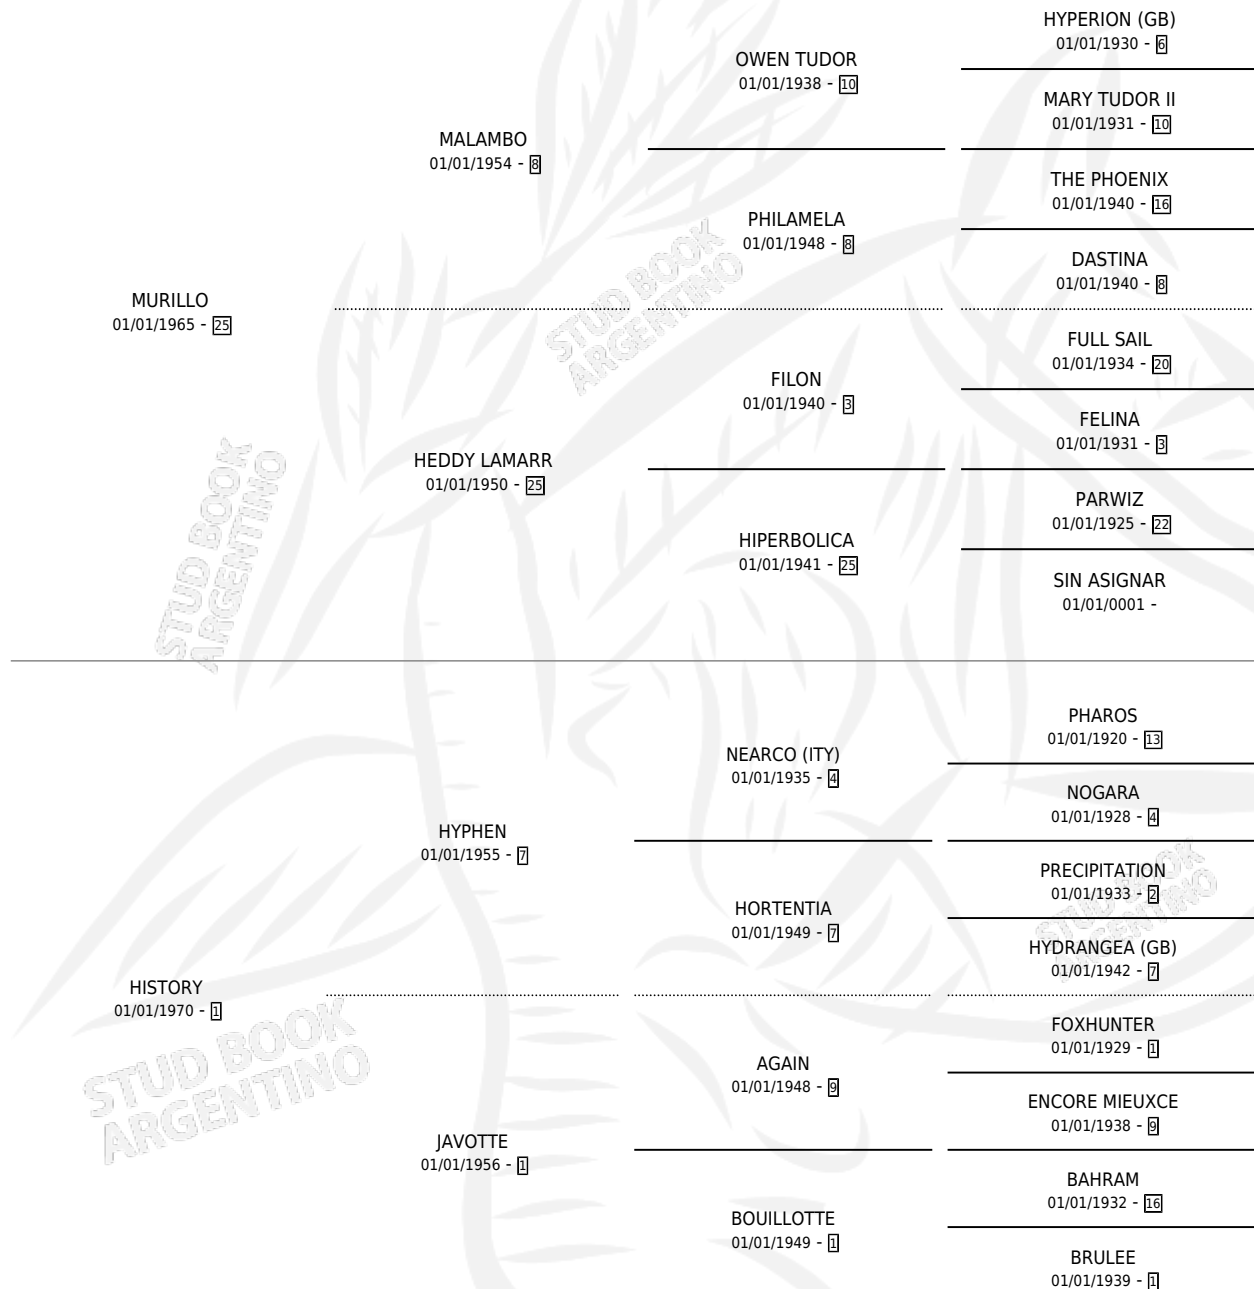 HYPERION (GB)
01/01/1930 - 6
OWEN TUDOR
01/01/1938 - 10
MARY TUDOR II
01/01/1931 - 10
MALAMBO
01/01/1954 - 8
THE PHOENIX
01/01/1940 - 16
PHILAMELA
01/01/1948 - 8
DASTINA
01/01/1940 - 8
MURILLO
01/01/1965 - 25
FULL SAIL
01/01/1934 - 20
FILON
01/01/1940 - 3
FELINA
01/01/1931 - 3
HEDDY LAMARR
01/01/1950 - 25
PARWIZ
01/01/1925 - 22
HIPERBOLICA
01/01/1941 - 25
SIN ASIGNAR
01/01/0001 -
STUD BOOK
ARGENTINO
STUD BOOK
ARGENTINO
PHAROS
01/01/1920 - 13
NEARCO (ITY)
01/01/1935 - 4
NOGARA
01/01/1928 - 4
HYPHEN
01/01/1955 - 7
PRECIPITATION
01/01/1933 - 2
HORTENTIA
01/01/1949 - 7
HYDRANGEA (GB)
01/01/1942 - 7
HISTORY
01/01/1970 - 1
FOXHUNTER
01/01/1929 - 1
AGAIN
01/01/1948 - 9
ENCORE MIEUXCE
01/01/1938 - 9
JAVOTTE
01/01/1956 - 1
BAHRAM
01/01/1932 - 16
BOUILLOTTE
01/01/1949 - 1
BRULEE
01/01/1939 - 1
STUD BOOK
ARGENTINO
STUD BOOK
ARGENTINO